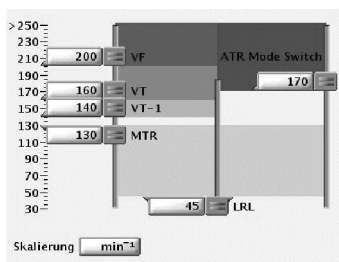 >250
230
210
190
170
150
130
110
90
70
50
30
200 VF
160 VT
140 VT-1
130 MTR
ATR Mode Switch
170
45 LRL
Skalierung min⁻¹